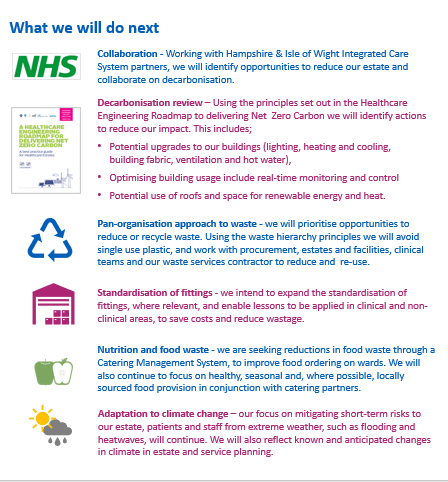 What we will do next
NHS
Collaboration - Working with Hampshire & Isle of Wight Integrated Care
System partners, we will identify opportunities to reduce our estate and
collaborate on decarbonisation.
A HEALTHCARE
ENGINEERING
ROADMAP FOR
DELIVERING NET
ZERO CARBON
Decarbonisation review – Using the principles set out in the Healthcare
Engineering Roadmap to delivering Net Zero Carbon we will identify actions
to reduce our impact. This includes;
• Potential upgrades to our buildings (lighting, heating and cooling,
building fabric, ventilation and hot water),
• Optimising building usage include real-time monitoring and control
• Potential use of roofs and space for renewable energy and heat.
Pan-organisation approach to waste - we will prioritise opportunities to
reduce or recycle waste. Using the waste hierarchy principles we will avoid
single use plastic, and work with procurement, estates and facilities, clinical
teams and our waste services contractor to reduce and re-use.
Standardisation of fittings - we intend to expand the standardisation of
fittings, where relevant, and enable lessons to be applied in clinical and non-
clinical areas, to save costs and reduce wastage.
Nutrition and food waste - we are seeking reductions in food waste through a
Catering Management System, to improve food ordering on wards. We will
also continue to focus on healthy, seasonal and, where possible, locally
sourced food provision in conjunction with catering partners.
Adaptation to climate change – our focus on mitigating short-term risks to
our estate, patients and staff from extreme weather, such as flooding and
heatwaves, will continue. We will also reflect known and anticipated changes
in climate in estate and service planning.